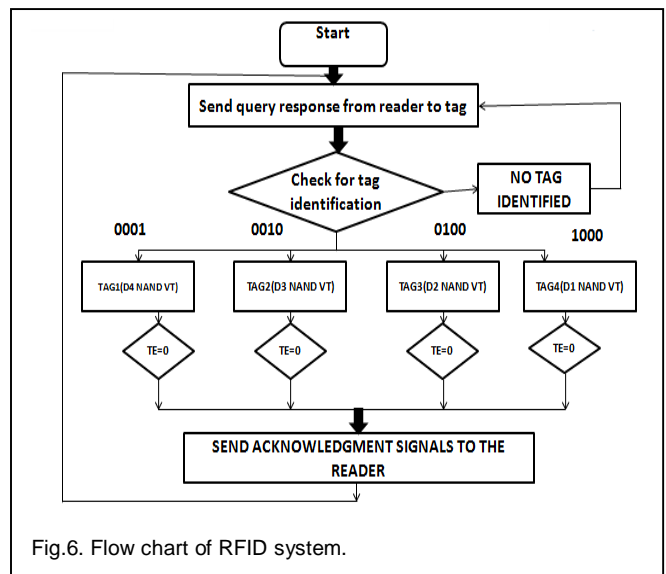 Start
Send query response from reader to tag
Check for tag
identification
NO TAG
IDENTIFIED
0001
0010
0100
1000
TAG1(D4 NAND VT)
TAG2(D3 NAND VT)
TAG3(D2 NAND VT)
TAG4(D1 NAND VT)
TE=0
TE=0
TE=0
TE=0
SEND ACKNOWLEDGMENT SIGNALS TO THE
READER
Fig.6. Flow chart of RFID system.